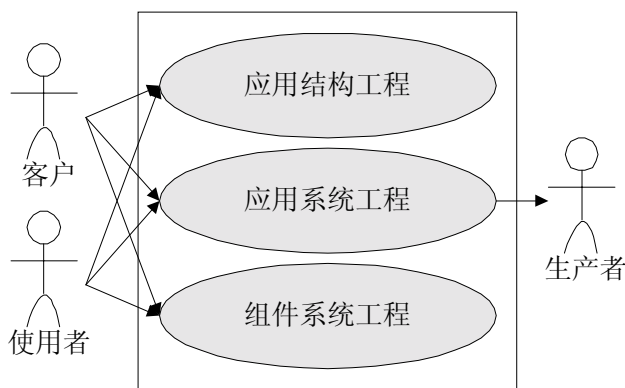 应用结构工程
客户
应用系统工程
生产者
使用者
组件系统工程